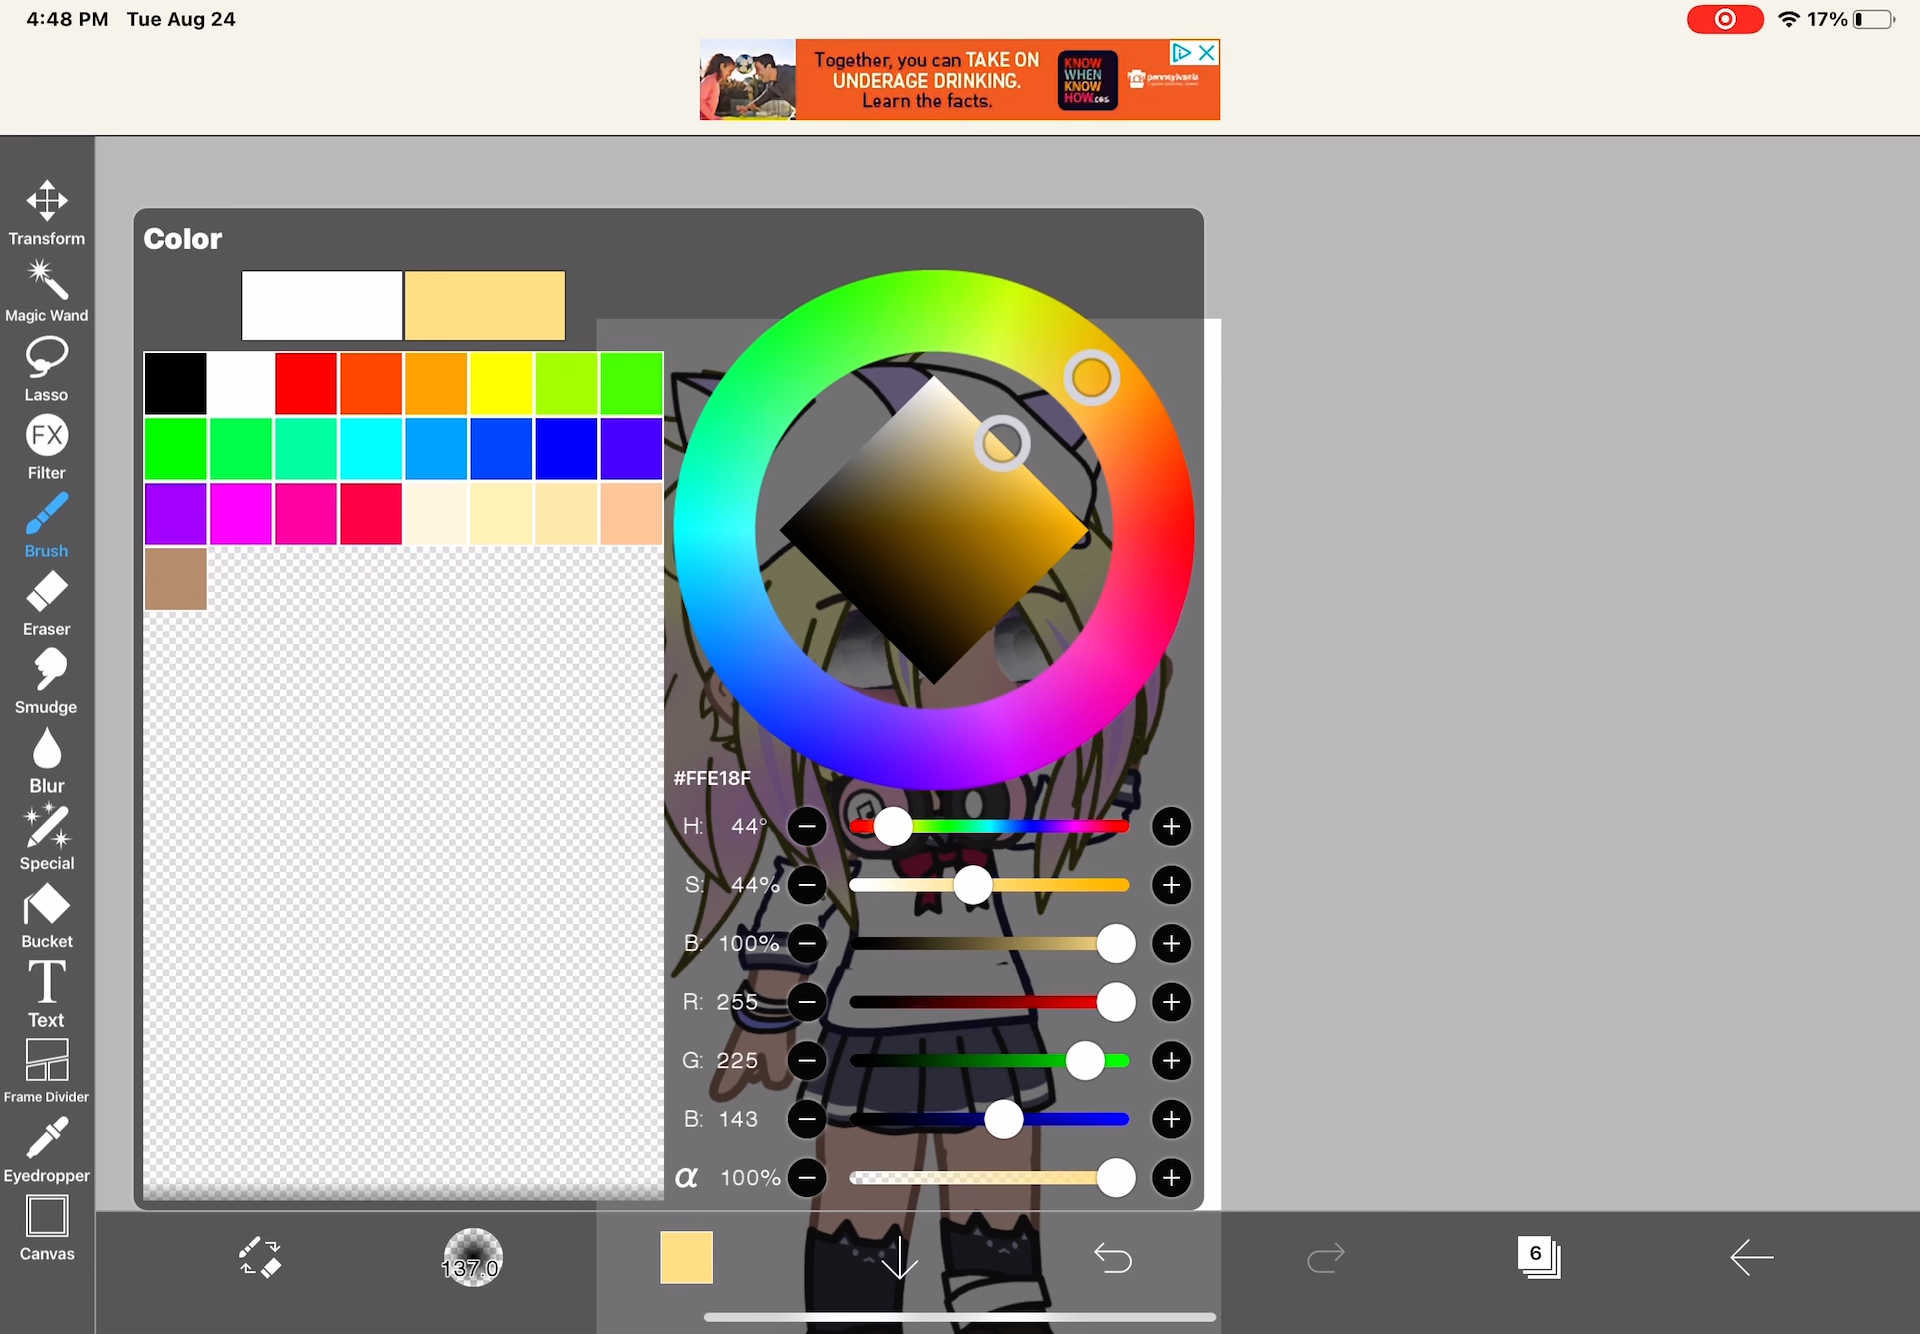 4:48 PM Tue Aug 24
17%
Together, you can TAKE ON
UNDERAGE DRINKING.
Learn the facts.
KNOW
WHEN
KNOW
HOW.ORG
pennsylvania
Transform
Magic Wand
Lasso
FX
Filter
Brush
Eraser
Smudge
Blur
Special
Bucket
T
Text
Frame Divider
Eyedropper
Canvas
Color
#FFE18F
H: 44°
S: 44%
B: 100%
R: 255
G: 225
B: 143
α 100%
137.0
6